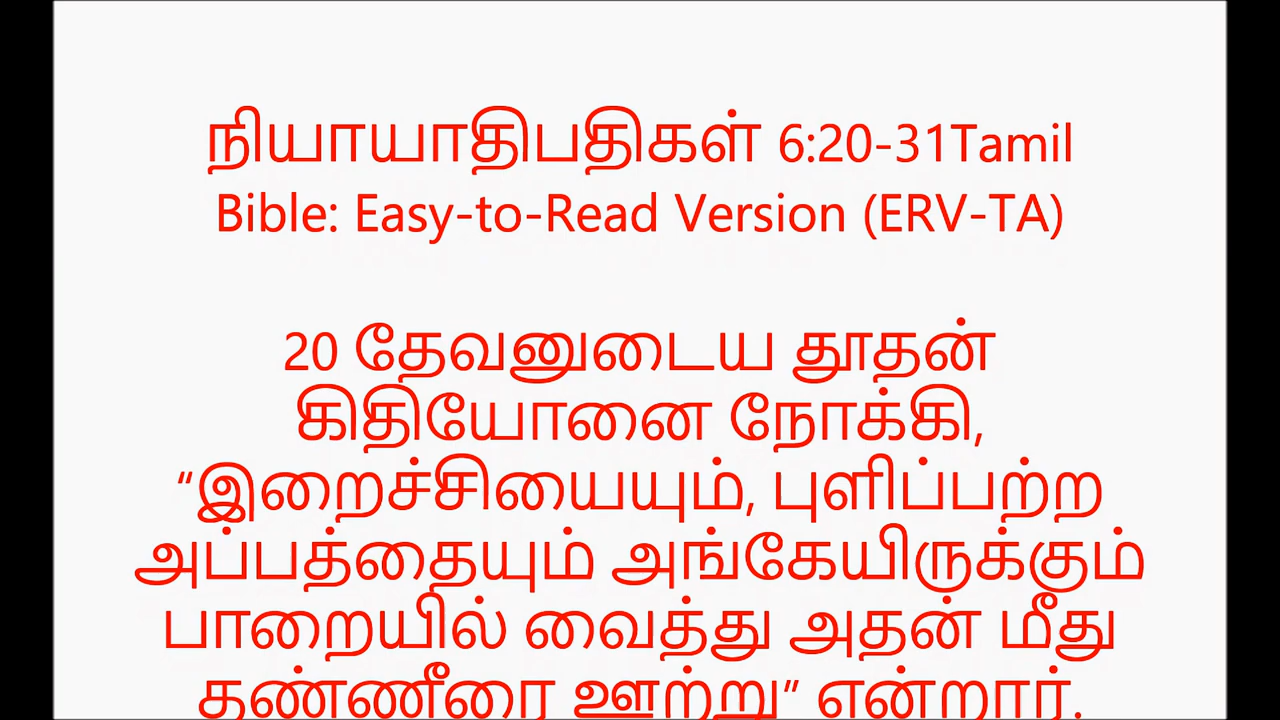 நியாயாதிபதிகள் 6:20-31Tamil
Bible: Easy-to-Read Version (ERV-TA)
20 தேவனுடைய தூதன்
கிதியோனை நோக்கி,
“இறைச்சியையும், புளிப்பற்ற
அப்பத்தையும் அங்கேயிருக்கும்
பாறையில் வைத்து அதன் மீது
தண்ணீரை ஊற்று” என்றார்.